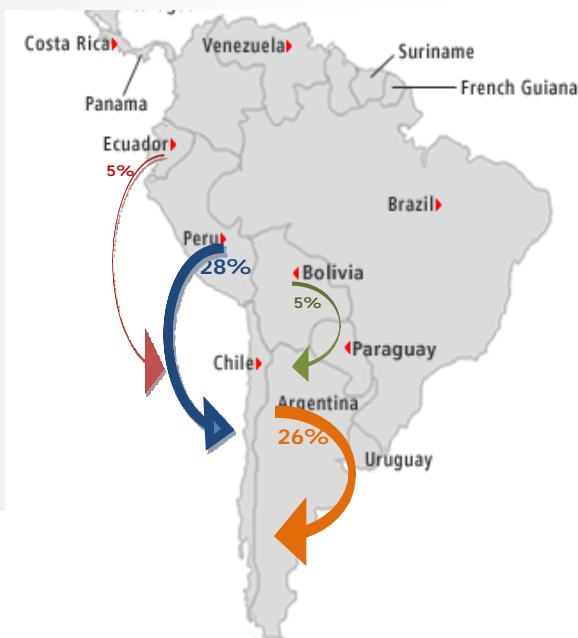 Costa Rica
Venezuela
Suriname
French Guiana
Panama
Ecuador
5%
Brazil
Peru
28%
Bolivia
5%
Chile
Paraguay
Argentina
26%
Uruguay